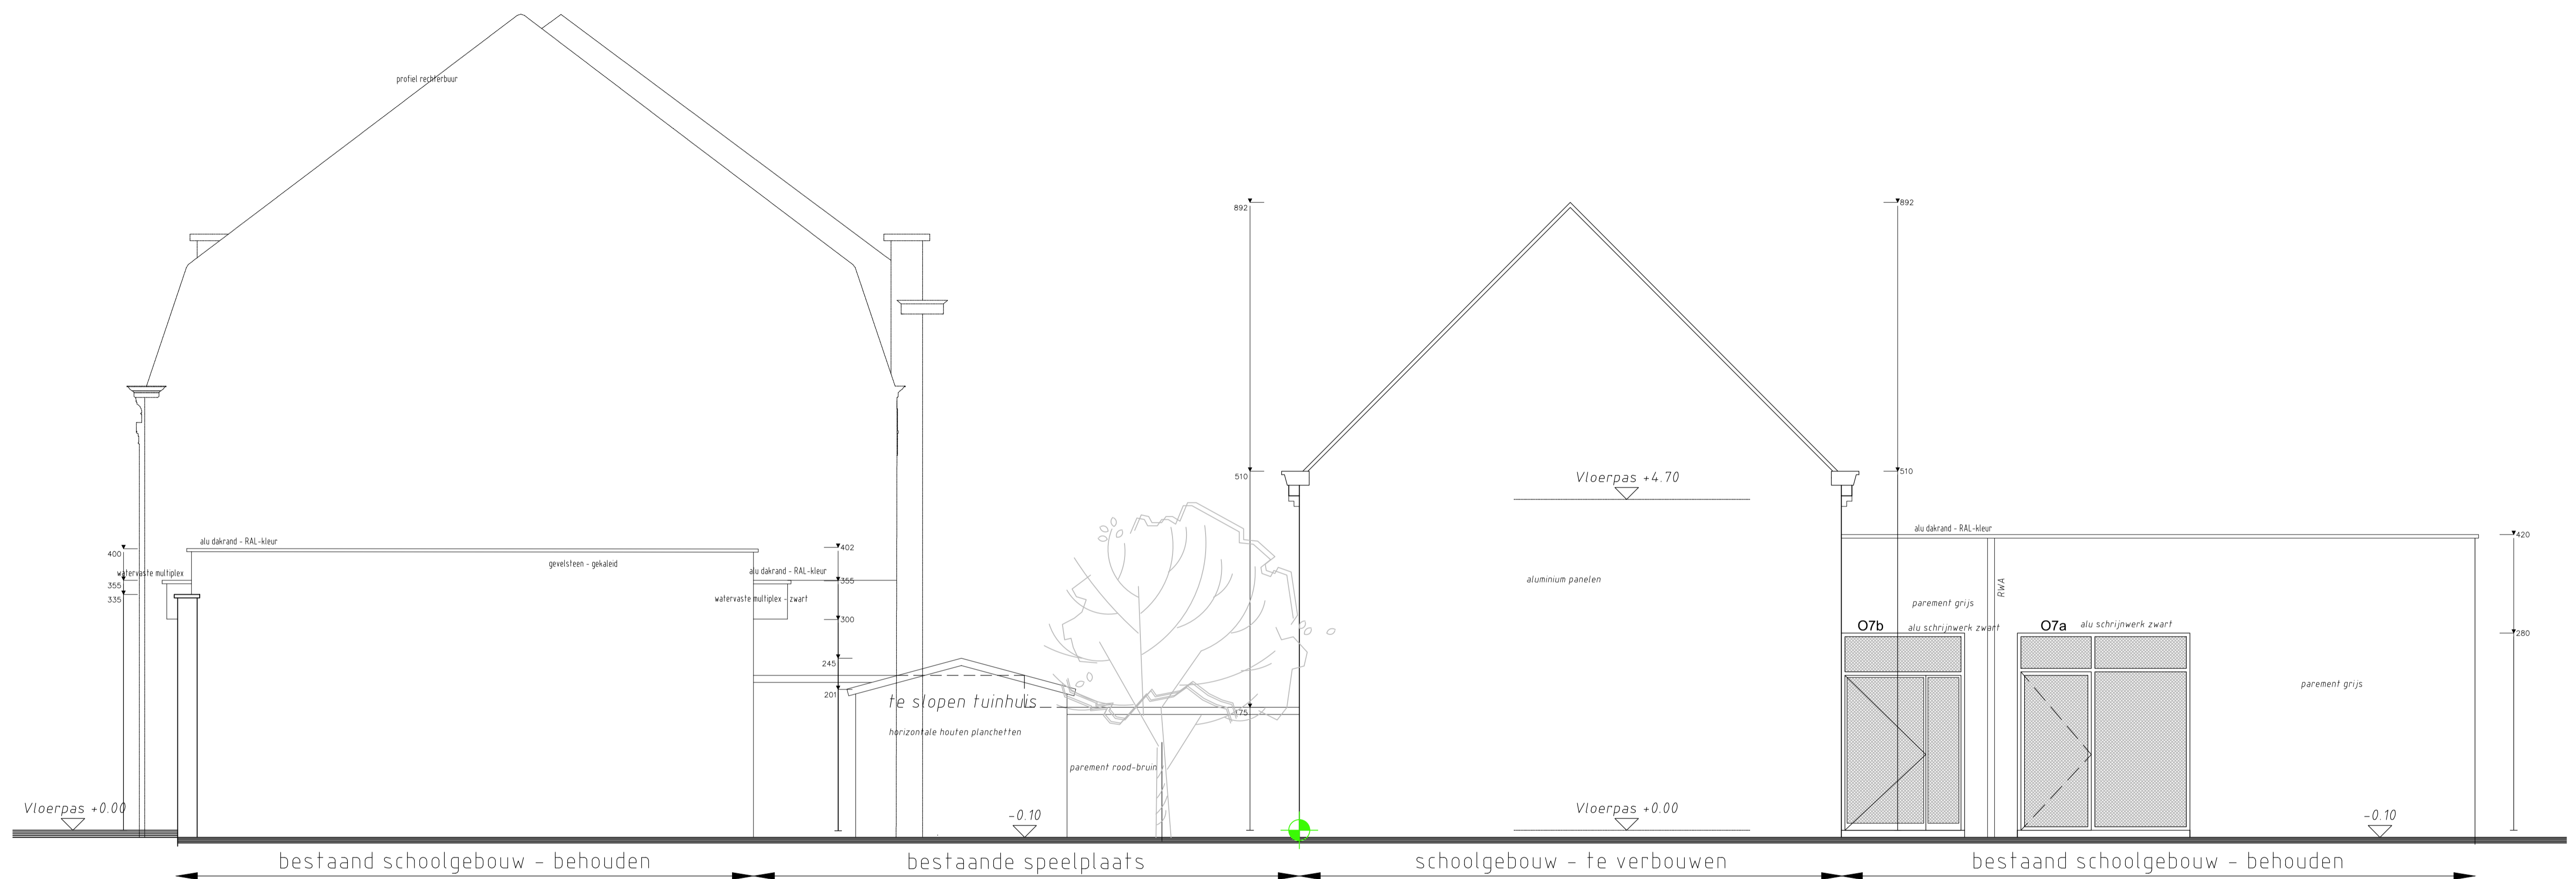 profiel rechterbuur
892
892
Vloerpas +4.70
510
510
alu dakrand - RAL-kleur
420
alu dakrand - RAL-kleur
402
400
gevelsteen - gekaleid
watervaste multiplex
alu dakrand - RAL-kleur
355
355
aluminium panelen
RWA
335
watervaste multiplex - zwart
parement grijs
300
O7b
alu schrijnwerk zwart
O7a
alu schrijnwerk zwart
280
245
201
te slopen tuinhuis
175
parement grijs
horizontale houten planchetten
parement rood-bruin
Vloerpas +0.00
-0.10
Vloerpas +0.00
-0.10
bestaand schoolgebouw - behouden
bestaande speelplaats
schoolgebouw - te verbouwen
bestaand schoolgebouw - behouden